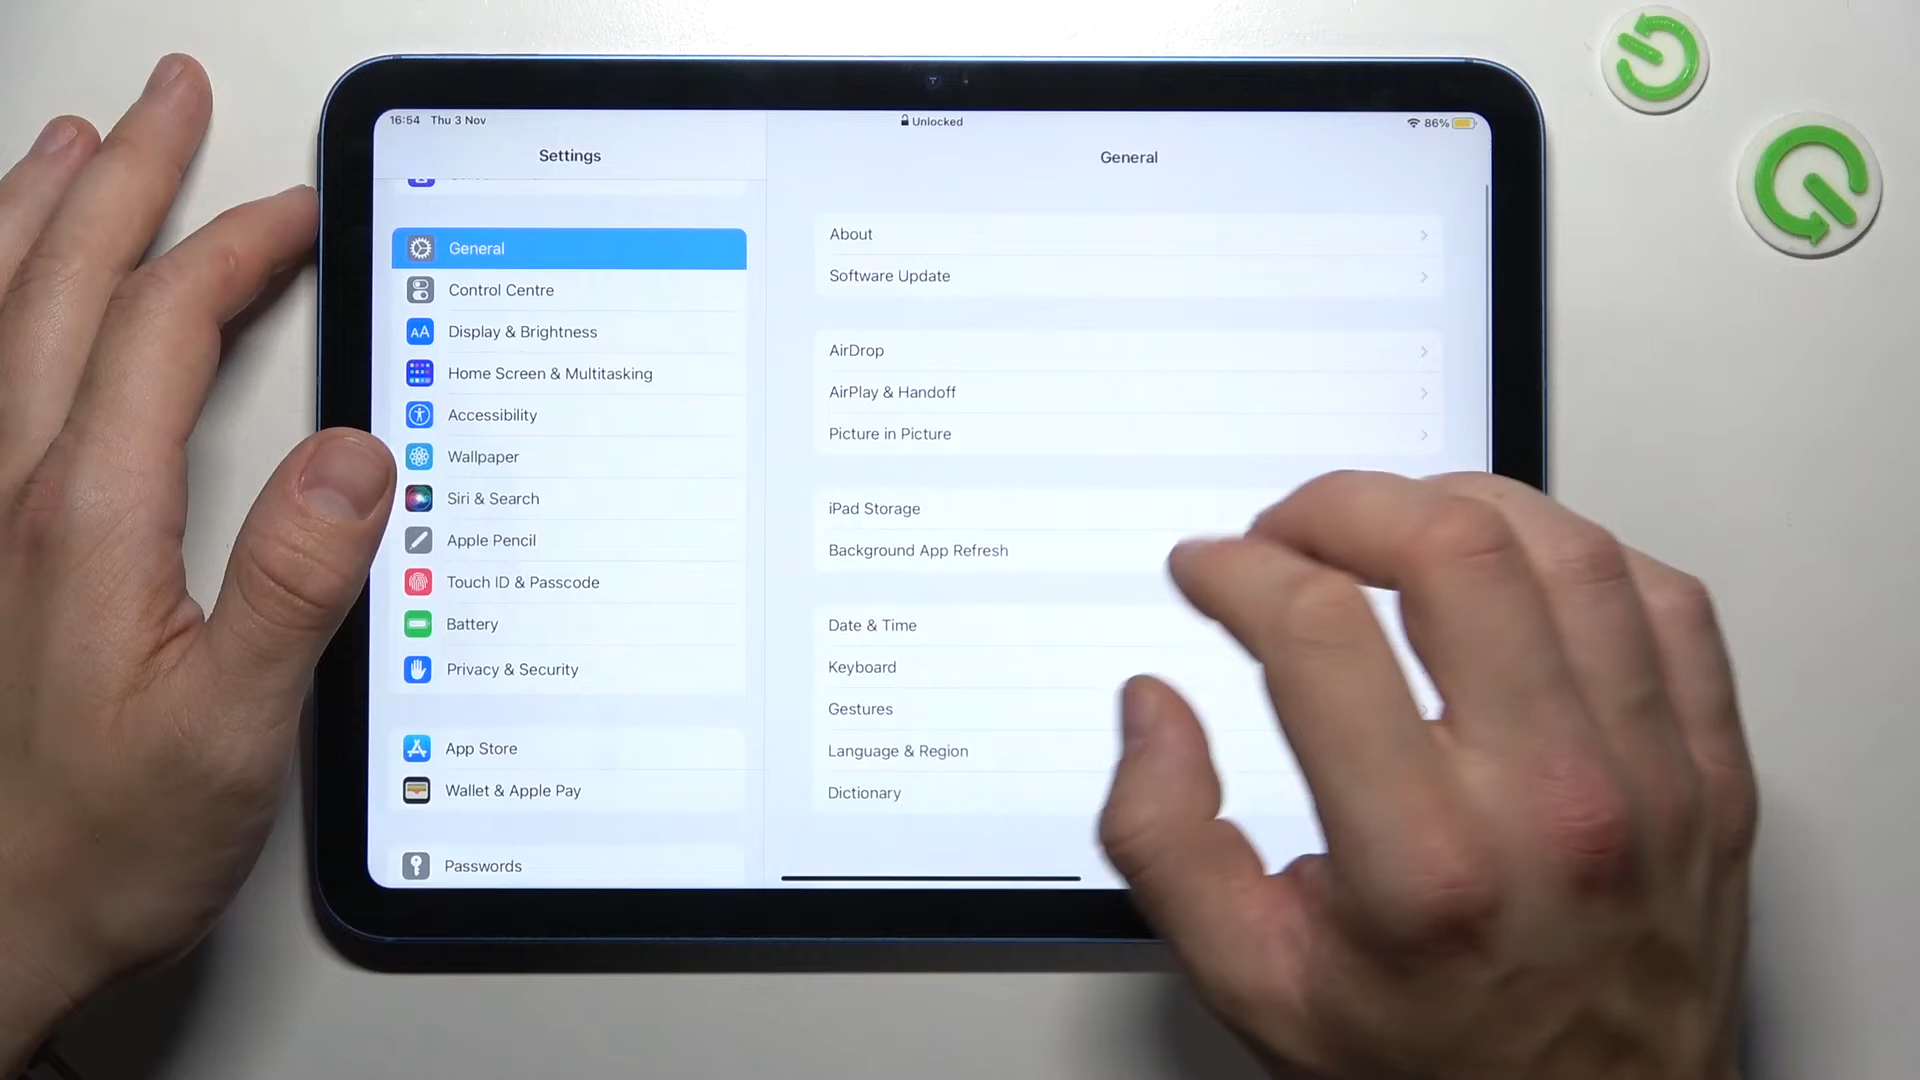 16:54 Thu 3 Nov
Unlocked
86%
Settings
General
General
Control Centre
Display & Brightness
Home Screen & Multitasking
Accessibility
Wallpaper
Siri & Search
Apple Pencil
Touch ID & Passcode
Battery
Privacy & Security
App Store
Wallet & Apple Pay
Passwords
About
Software Update
AirDrop
AirPlay & Handoff
Picture in Picture
iPad Storage
Background App Refresh
Date & Time
Keyboard
Gestures
Language & Region
Dictionary